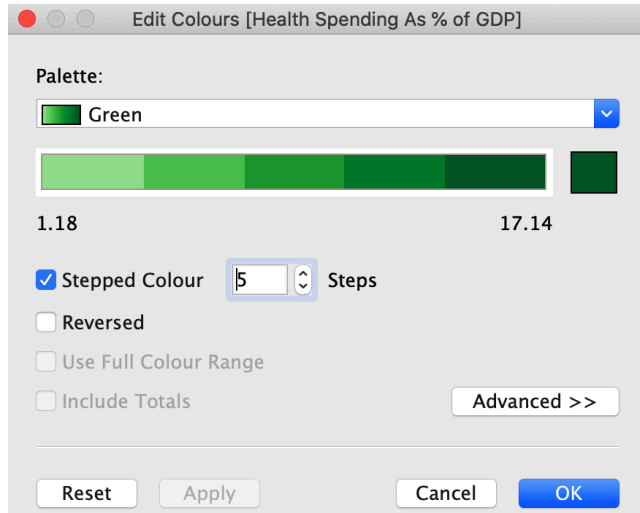 Edit Colours [Health Spending As % of GDP]
Palette:
Green
1.18 17.14
Stepped Colour 5 Steps
Reversed
Use Full Colour Range
Include Totals
Advanced >>
Reset Apply Cancel OK